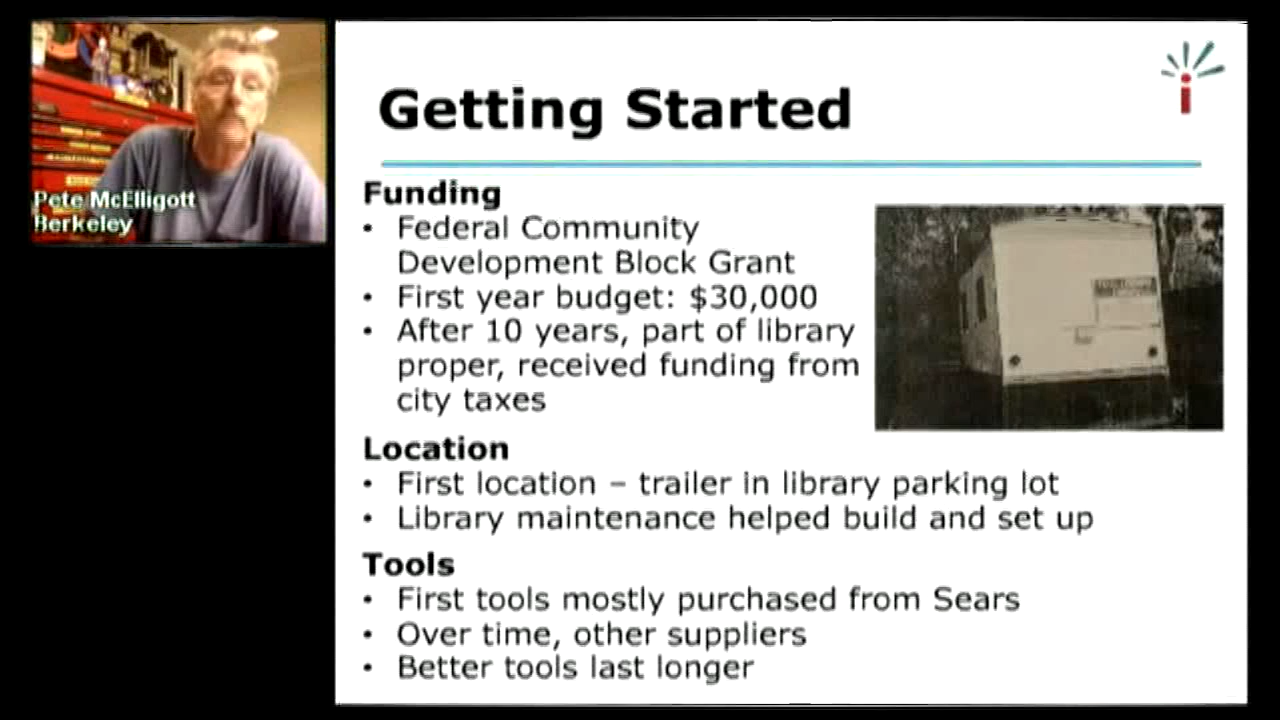 Getting Started
Pete McElligott
Berkeley
Funding
• Federal Community
Development Block Grant
• First year budget: $30,000
• After 10 years, part of library
proper, received funding from
city taxes
Location
• First location – trailer in library parking lot
• Library maintenance helped build and set up
Tools
• First tools mostly purchased from Sears
• Over time, other suppliers
• Better tools last longer